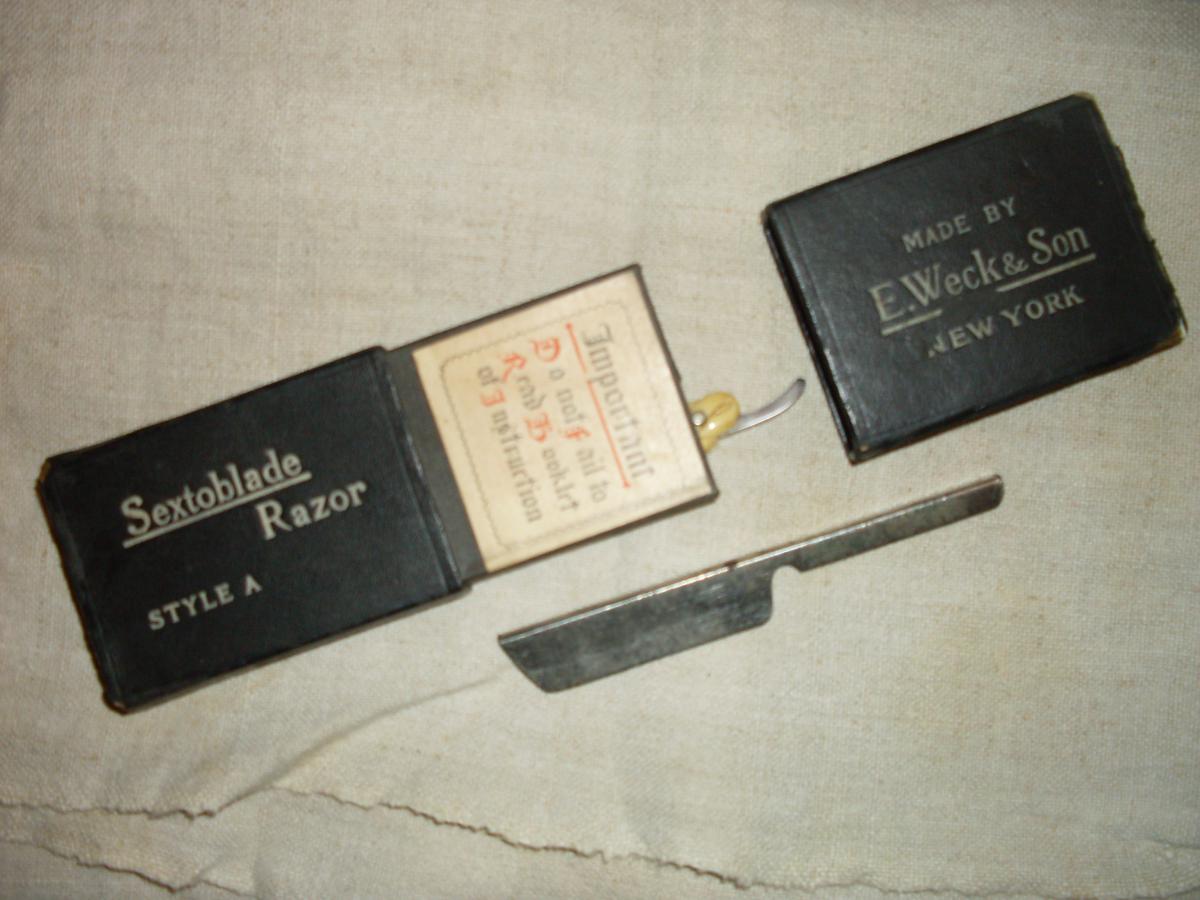 Sextoblade
Razor
STYLE A
Important
Do not Fail to
Read Booklet
of Instruction
MADE BY
E. Weck & Son
NEW YORK